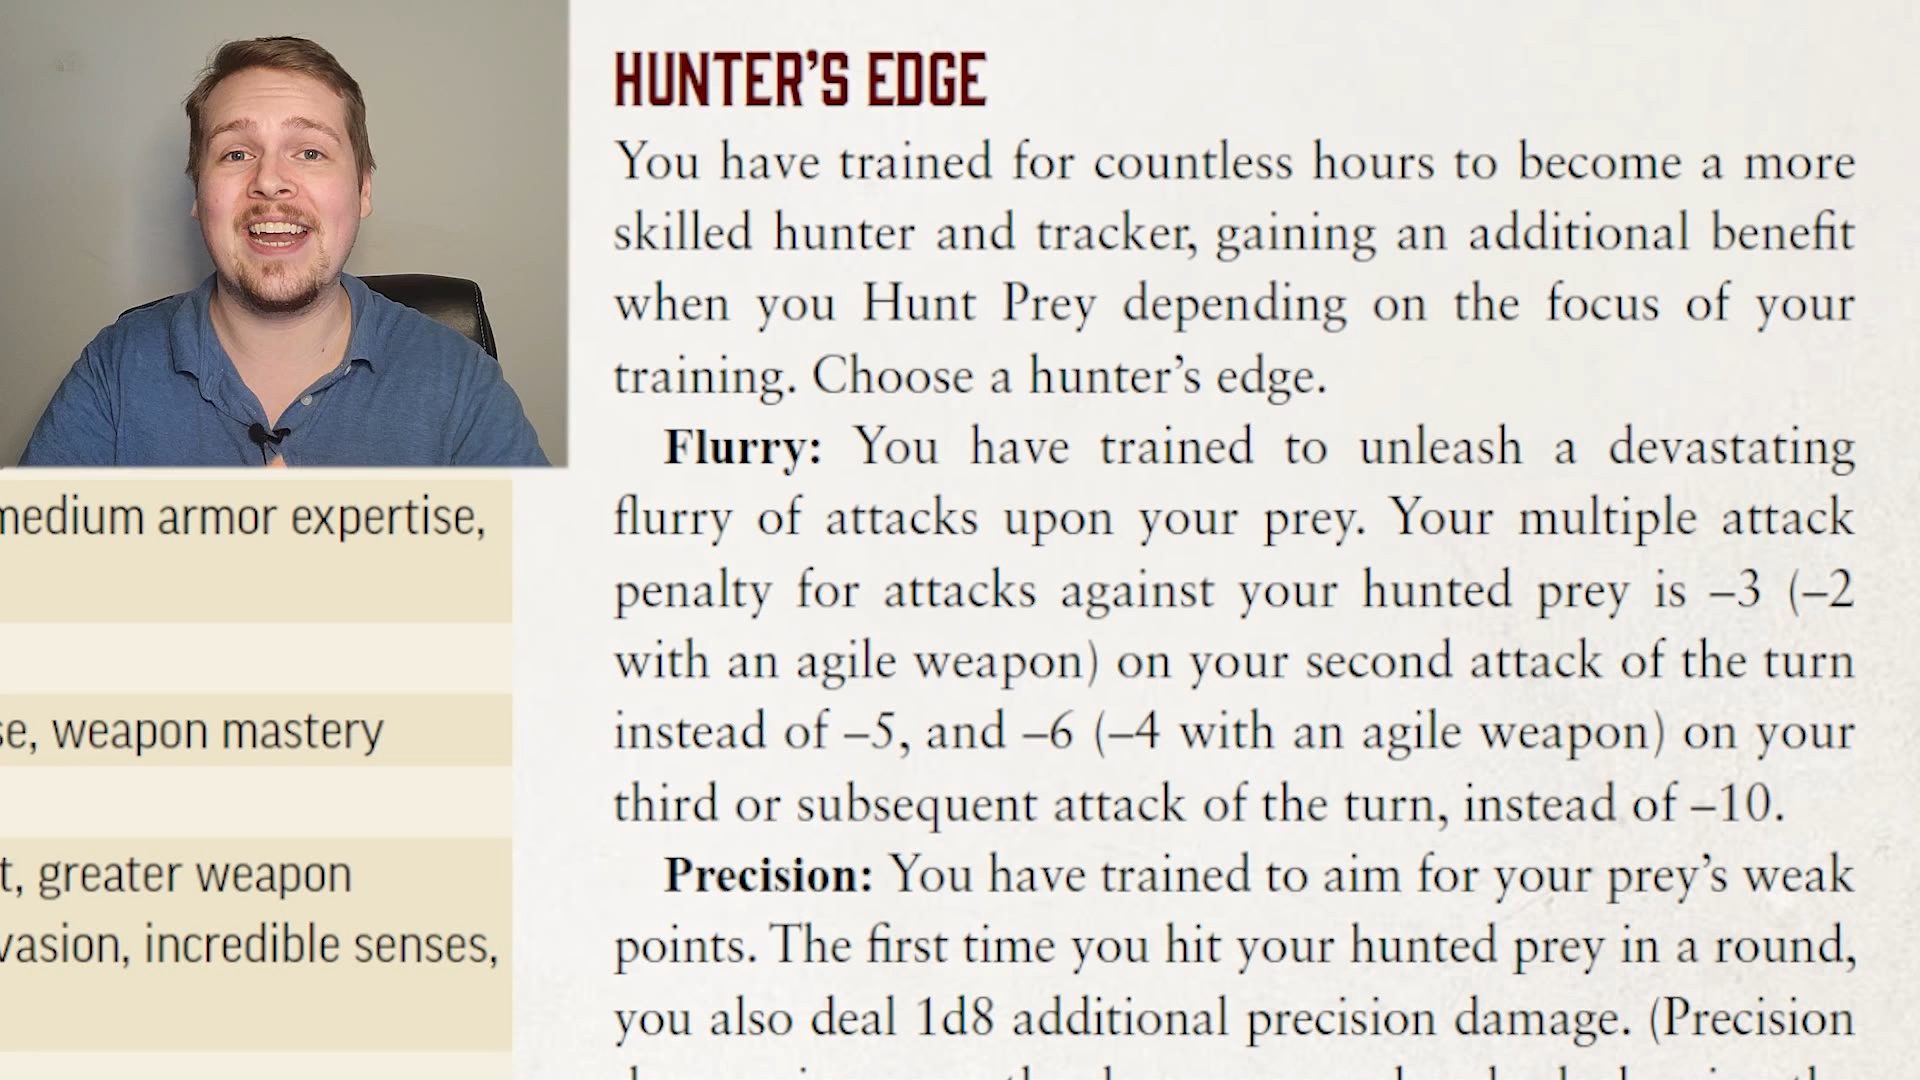 HUNTER'S EDGE
You have trained for countless hours to become a more
skilled hunter and tracker, gaining an additional benefit
when you Hunt Prey depending on the focus of your
training. Choose a hunter's edge.
Flurry: You have trained to unleash a devastating
flurry of attacks upon your prey. Your multiple attack
penalty for attacks against your hunted prey is –3 (–2
with an agile weapon) on your second attack of the turn
instead of –5, and –6 (–4 with an agile weapon) on your
third or subsequent attack of the turn, instead of –10.
Precision: You have trained to aim for your prey's weak
points. The first time you hit your hunted prey in a round,
you also deal 1d8 additional precision damage. (Precision
medium armor expertise,
weapon mastery
greater weapon
incredible senses,